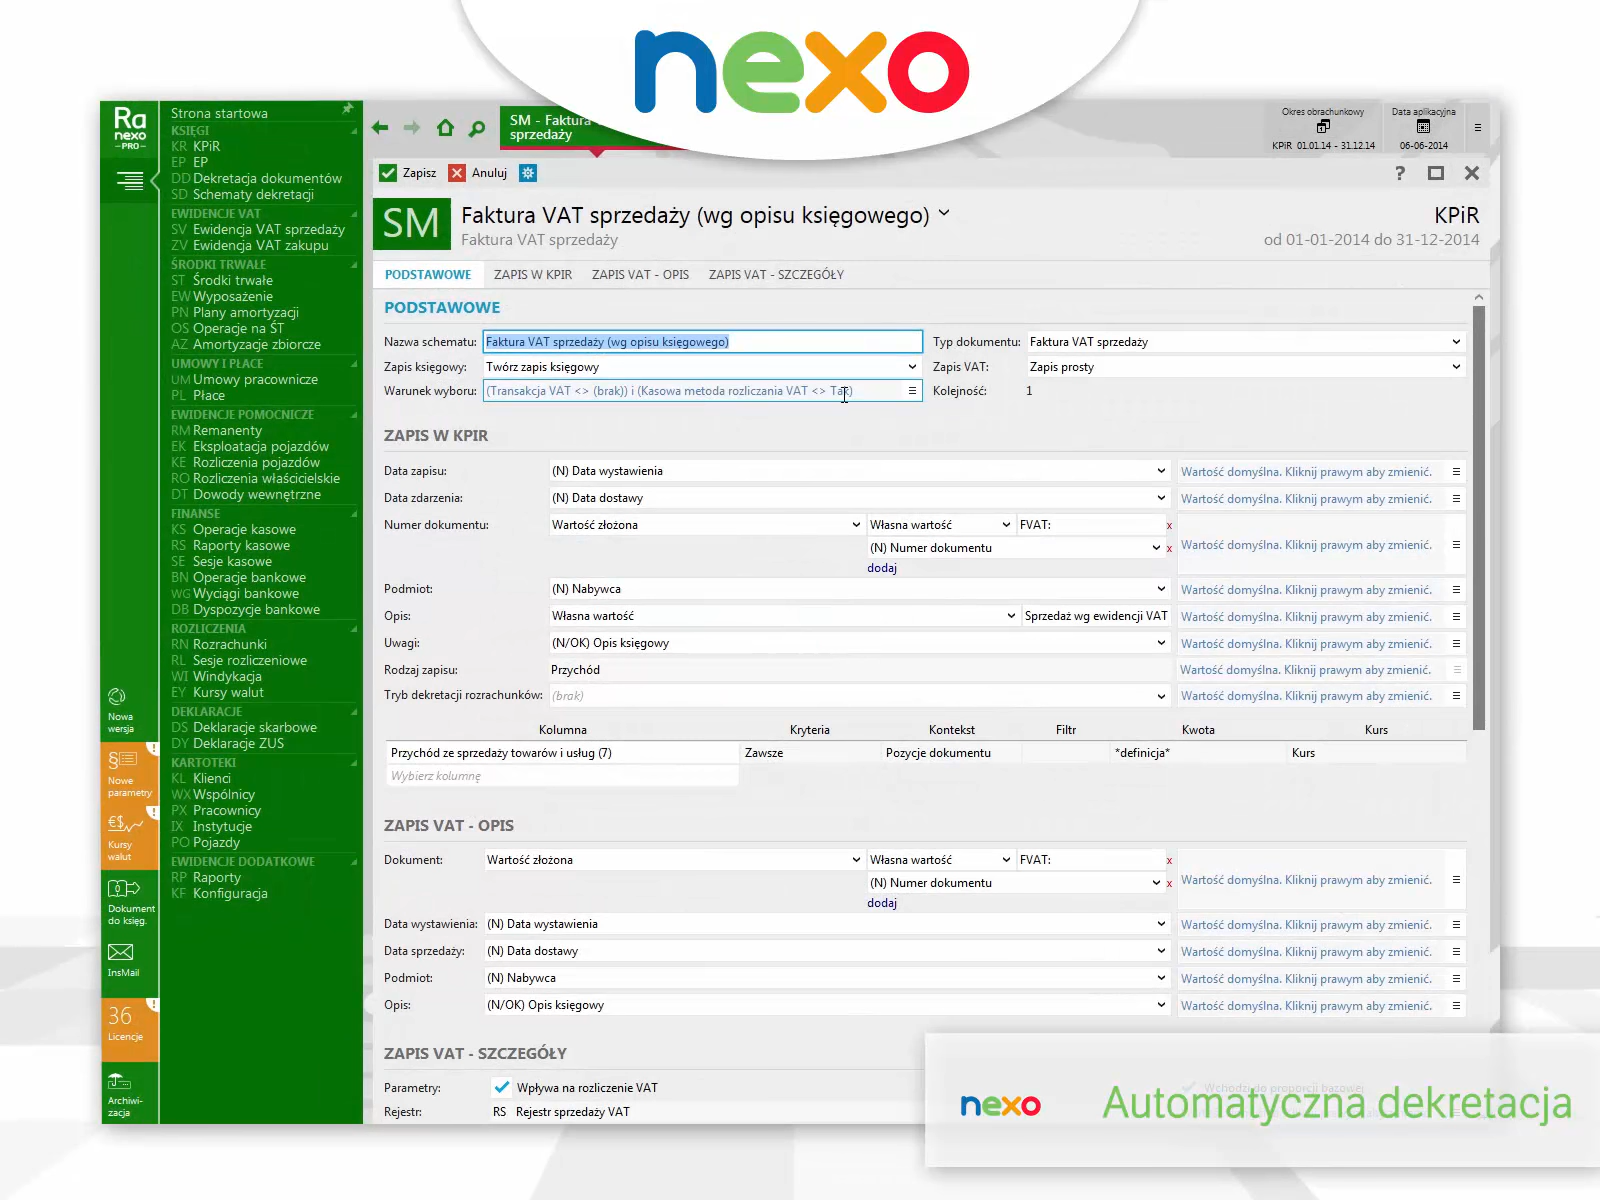 nexo
Ra
nexo
–PRO–
Strona startowa
KSIĘGI
KR KPiR
EP EP
DD Dekretacja dokumentów
SD Schematy dekretacji
EWIDENCJE VAT
SV Ewidencja VAT sprzedaży
ZV Ewidencja VAT zakupu
ŚRODKI TRWAŁE
ST Środki trwałe
EW Wyposażenie
PN Plany amortyzacji
OS Operacje na ŚT
AZ Amortyzacje zbiorcze
UMOWY I PŁACE
UM Umowy pracownicze
PL Płace
EWIDENCJE POMOCNICZE
RM Remanenty
EK Eksploatacja pojazdów
KE Rozliczenia pojazdów
RO Rozliczenia właścicielskie
DT Dowody wewnętrzne
FINANSE
KS Operacje kasowe
RS Raporty kasowe
SE Sesje kasowe
BN Operacje bankowe
WG Wyciągi bankowe
DB Dyspozycje bankowe
ROZLICZENIA
RN Rozrachunki
RL Sesje rozliczeniowe
WI Windykacja
EY Kursy walut
DEKLARACJE
DS Deklaracje skarbowe
DY Deklaracje ZUS
KARTOTEKI
KL Klienci
WX Wspólnicy
PX Pracownicy
IX Instytucje
PO Pojazdy
EWIDENCJE DODATKOWE
RP Raporty
KF Konfiguracja
Nowa
wersja
Nowe
parametry
Kursy
walut
Dokument
do księg.
InsMail
36
Licencje
Archiwi-
zacja
SM - Faktura
sprzedaży
Okres obrachunkowy
KPiR 01.01.14 - 31.12.14
Data aplikacyjna
06-06-2014
Zapisz Anuluj
SM Faktura VAT sprzedaży (wg opisu księgowego) KPiR
Faktura VAT sprzedaży od 01-01-2014 do 31-12-2014
PODSTAWOWE ZAPIS W KPIR ZAPIS VAT - OPIS ZAPIS VAT - SZCZEGÓŁY
PODSTAWOWE
Nazwa schematu: Faktura VAT sprzedaży (wg opisu księgowego) Typ dokumentu: Faktura VAT sprzedaży
Zapis księgowy: Twórz zapis księgowy Zapis VAT: Zapis prosty
Warunek wyboru: (Transakcja VAT <> (brak)) i (Kasowa metoda rozliczania VAT <> Tak) Kolejność: 1
ZAPIS W KPIR
Data zapisu: (N) Data wystawienia Wartość domyślna. Kliknij prawym aby zmienić.
Data zdarzenia: (N) Data dostawy Wartość domyślna. Kliknij prawym aby zmienić.
Numer dokumentu: Wartość złożona Własna wartość FVAT: x
(N) Numer dokumentu x Wartość domyślna. Kliknij prawym aby zmienić.
dodaj
Podmiot: (N) Nabywca Wartość domyślna. Kliknij prawym aby zmienić.
Opis: Własna wartość Sprzedaż wg ewidencji VAT Wartość domyślna. Kliknij prawym aby zmienić.
Uwagi: (N/OK) Opis księgowy Wartość domyślna. Kliknij prawym aby zmienić.
Rodzaj zapisu: Przychód Wartość domyślna. Kliknij prawym aby zmienić.
Tryb dekretacji rozrachunków: (brak) Wartość domyślna. Kliknij prawym aby zmienić.
Kolumna Kryteria Kontekst Filtr Kwota Kurs
Przychód ze sprzedaży towarów i usług (7) Zawsze Pozycje dokumentu *definicja* Kurs
Wybierz kolumnę
ZAPIS VAT - OPIS
Dokument: Wartość złożona Własna wartość FVAT: x
(N) Numer dokumentu x Wartość domyślna. Kliknij prawym aby zmienić.
dodaj
Data wystawienia: (N) Data wystawienia Wartość domyślna. Kliknij prawym aby zmienić.
Data sprzedaży: (N) Data dostawy Wartość domyślna. Kliknij prawym aby zmienić.
Podmiot: (N) Nabywca Wartość domyślna. Kliknij prawym aby zmienić.
Opis: (N/OK) Opis księgowy Wartość domyślna. Kliknij prawym aby zmienić.
ZAPIS VAT - SZCZEGÓŁY
Parametry: Wpływa na rozliczenie VAT Wchodzi do proporcji bazowej
Rejestr: RS Rejestr sprzedaży VAT
nexo Automatyczna dekretacja